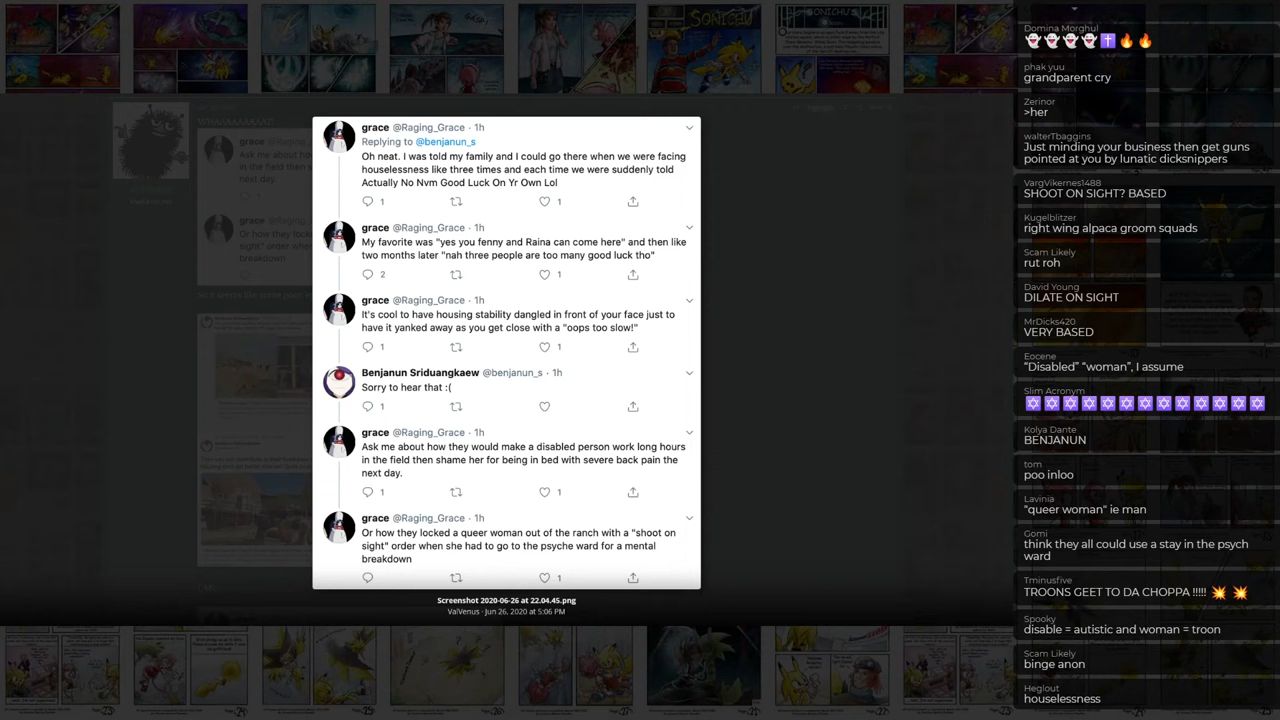 SONICHU
grace @Raging_Grace · 1h
Replying to @benjanun_s
Oh neat. I was told my family and I could go there when we were facing
houselessness like three times and each time we were suddenly told
Actually No Nvm Good Luck On Yr Own Lol
1 1
grace @Raging_Grace · 1h
My favorite was "yes you fenny and Raina can come here" and then like
two months later "nah three people are too many good luck tho"
2 1
grace @Raging_Grace · 1h
It's cool to have housing stability dangled in front of your face just to
have it yanked away as you get close with a "oops too slow!"
1 1
Benjanun Sriduangkaew @benjanun_s · 1h
Sorry to hear that :(
1
grace @Raging_Grace · 1h
Ask me about how they would make a disabled person work long hours
in the field then shame her for being in bed with severe back pain the
next day.
1 1
grace @Raging_Grace · 1h
Or how they locked a queer woman out of the ranch with a "shoot on
sight" order when she had to go to the psyche ward for a mental
breakdown
1
Screenshot 2020-06-26 at 22.04.45.png
ValVenus · Jun 26, 2020 at 5:06 PM
Domina Morghul
👻👻👻👻✝️🔥🔥
phak yuu
grandparent cry
Zerinor
>her
walterTbaggins
Just minding your business then get guns
pointed at you by lunatic dicksnippers
VargVikernes1488
SHOOT ON SIGHT? BASED
Kugelblitzer
right wing alpaca groom squads
Scam Likely
rut roh
David Young
DILATE ON SIGHT
MrDicks420
VERY BASED
Eocene
“Disabled” “woman”, I assume
Slim Acronym
🔯🔯🔯🔯🔯🔯🔯🔯🔯🔯🔯🔯🔯
Kolya Dante
BENJANUN
tom
poo inloo
Lavinia
"queer woman" ie man
Gomi
think they all could use a stay in the psych
ward
Tminusfive
TROONS GEET TO DA CHOPPA !!!!! 💥 💥
Spooky
disable = autistic and woman = troon
Scam Likely
binge anon
Heglout
houselessness